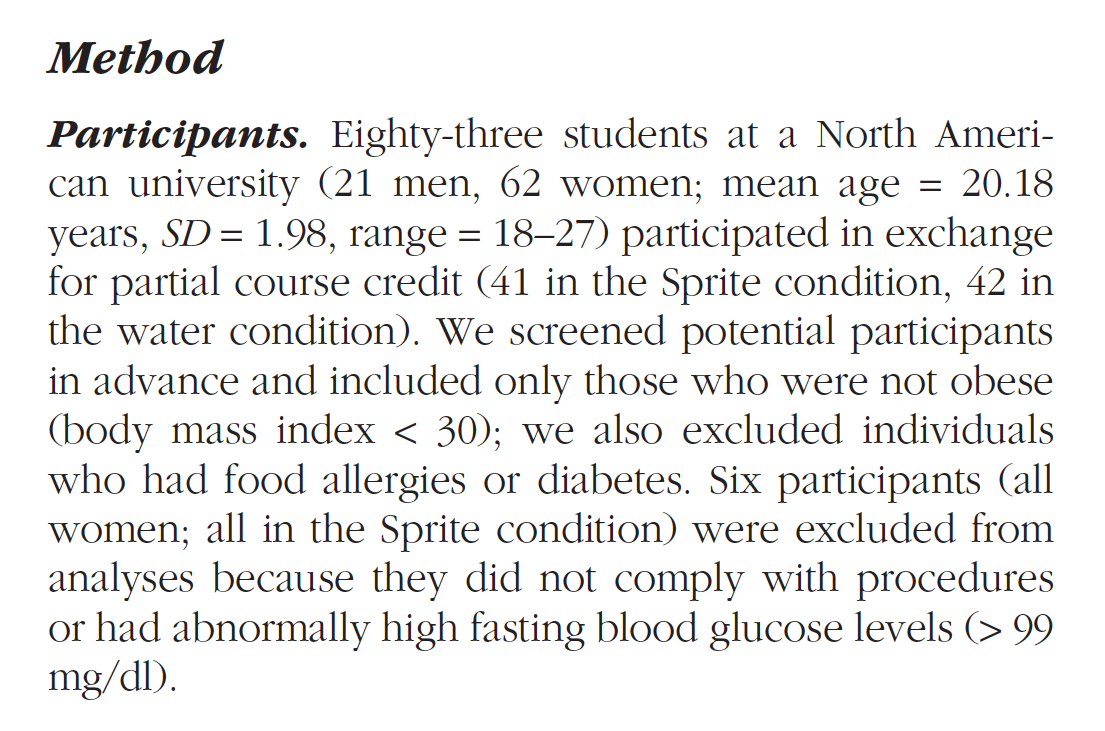 Method
Participants. Eighty-three students at a North Ameri-
can university (21 men, 62 women; mean age = 20.18
years, SD = 1.98, range = 18–27) participated in exchange
for partial course credit (41 in the Sprite condition, 42 in
the water condition). We screened potential participants
in advance and included only those who were not obese
(body mass index < 30); we also excluded individuals
who had food allergies or diabetes. Six participants (all
women; all in the Sprite condition) were excluded from
analyses because they did not comply with procedures
or had abnormally high fasting blood glucose levels (> 99
mg/dl).